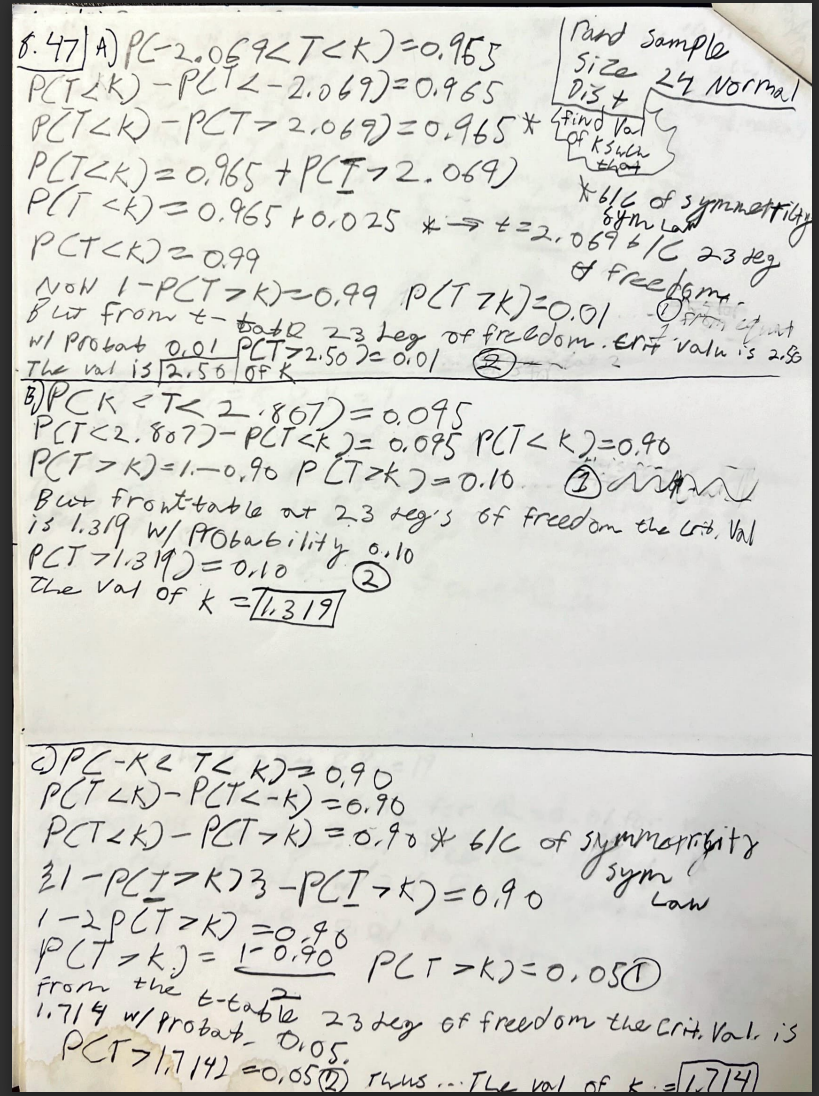 8.47 A) P(-2.069<T<K)=0.965
P(T<K) - P(T<-2.069)=0.965
P(T<K) - P(T>2.069)=0.965 *
P(T<K)=0.965 + P(T>2.069)
P(T<K)=0.965+0.025 * → t=2.069 b/c 23 deg
of freedom.
P(T<K)=0.99
Rand Sample
Size 24 Normal
Dist
find Val
of K such
that
* b/c of symmetritity
sym Law
Now 1-P(T>K)=0.99 P(T>K)=0.01 ①
But from t-table 23 deg of freedom. crit value is 2.50
w/ Probat 0.01 P(T>2.50)=0.01 ②
The val is 2.50 of K
B.) P(K<T<2.807)=0.095
P(T<2.807)-P(T<K)=0.095 P(T<K)=0.90
P(T>K)=1-0.90 P(T>K)=0.10 ①
But from t table at 23 deg's of freedom the Crit. Val
is 1.319 w/ Probability 0.10
P(T>1.319)=0.10 ②
The val of K = 1.319
C.) P(-K<T<K)=0.90
P(T<K)-P(T<-K)=0.90
P(T<K)-P(T>K)=0.90 * b/c of symmetribity
sym Law
{1-P(T>K)}-P(T>K)=0.90
1-2P(T>K)=0.90
P(T>K)= 1-0.90 P(T>K)=0.05 ①
2
From the t-table 23 deg of freedom the Crit. Val. is
1.714 w/ Probat. 0.05.
P(T>1.7142=0.05 ② Thus... The val of K = 1.714